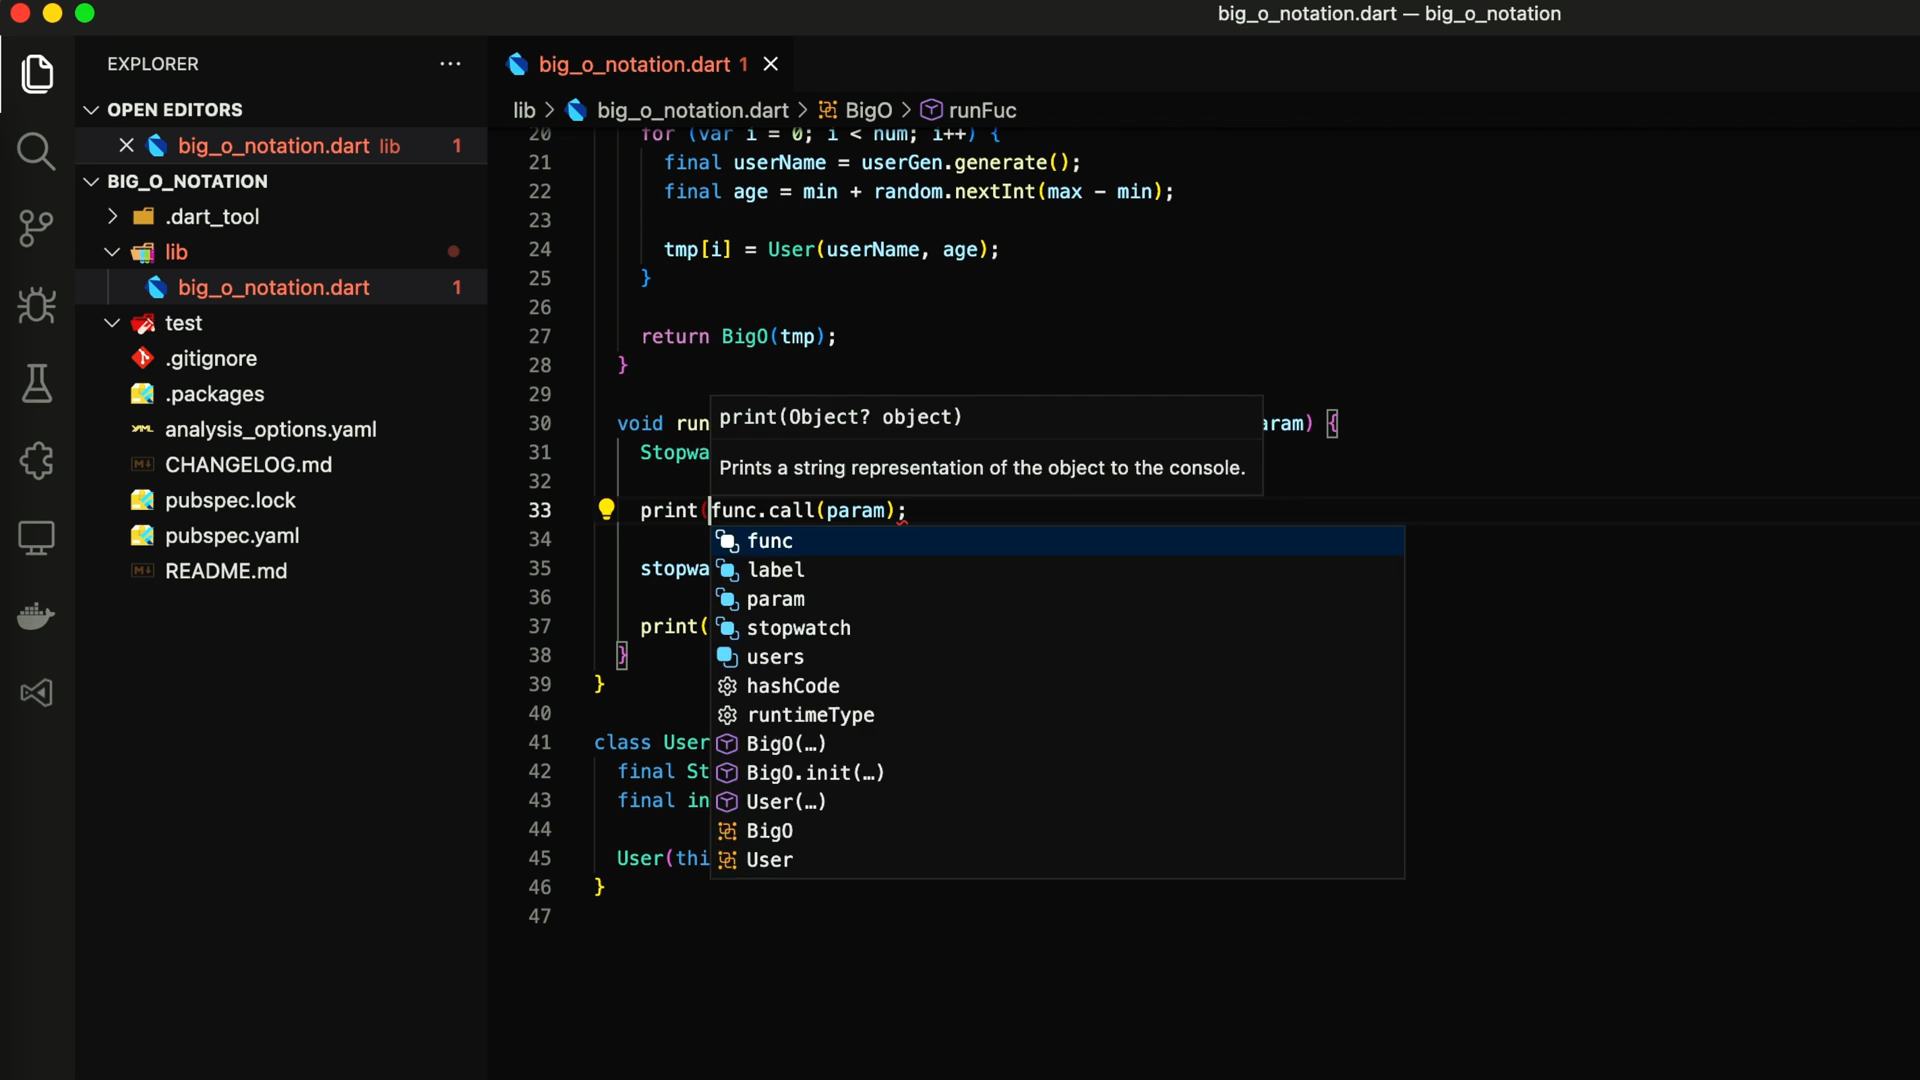 big_o_notation.dart — big_o_notation
EXPLORER
OPEN EDITORS
big_o_notation.dart lib 1
BIG_O_NOTATION
.dart_tool
lib
big_o_notation.dart 1
test
.gitignore
.packages
analysis_options.yaml
CHANGELOG.md
pubspec.lock
pubspec.yaml
README.md
big_o_notation.dart 1
lib > big_o_notation.dart > BigO > runFuc
20 for (var i = 0; i < num; i++) {
21 final userName = userGen.generate();
22 final age = min + random.nextInt(max - min);
23
24 tmp[i] = User(userName, age);
25 }
26
27 return BigO(tmp);
28 }
29
30 void run aram) {
31 Stopwa
32
33 print(func.call(param);
34
35 stopwa
36
37 print(
38 }
39 }
40
41 class User
42 final St
43 final in
44
45 User(thi
46 }
47
print(Object? object)
Prints a string representation of the object to the console.
func
label
param
stopwatch
users
hashCode
runtimeType
BigO(…)
BigO.init(…)
User(…)
BigO
User